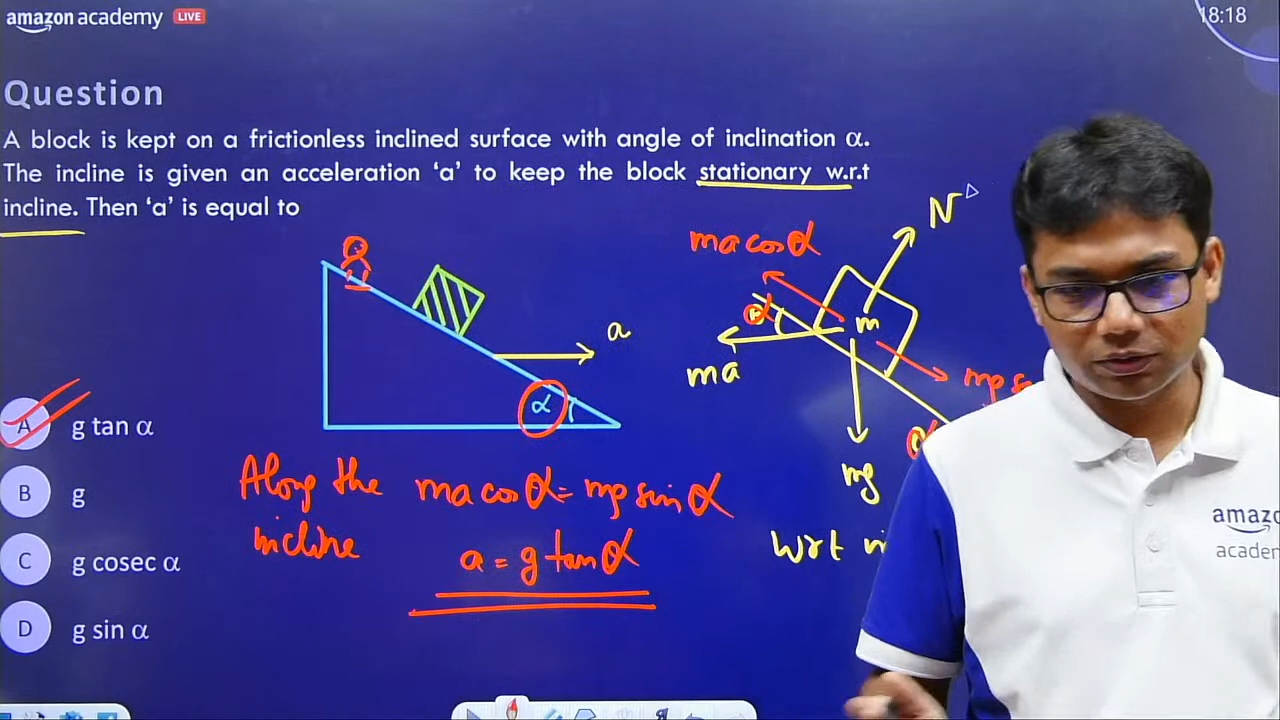 amazon academy LIVE
18:18
Question
A block is kept on a frictionless inclined surface with angle of inclination α.
The incline is given an acceleration ‘a’ to keep the block stationary w.r.t
incline. Then ‘a’ is equal to
N
ma cos α
α
m
ma
mg
a
α
α
A g tan α
B g
C g cosec α
D g sin α
Along the
incline
ma cos α = mg sin α
a = g tan α
wrt
amazo
academ